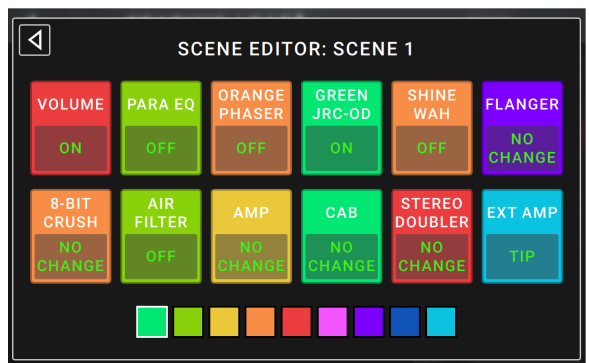 SCENE EDITOR: SCENE 1
VOLUME
ON
PARA EQ
OFF
ORANGE
PHASER
OFF
GREEN
JRC-OD
ON
SHINE
WAH
OFF
FLANGER
NO
CHANGE
8-BIT
CRUSH
NO
CHANGE
AIR
FILTER
OFF
AMP
NO
CHANGE
CAB
NO
CHANGE
STEREO
DOUBLER
NO
CHANGE
EXT AMP
TIP